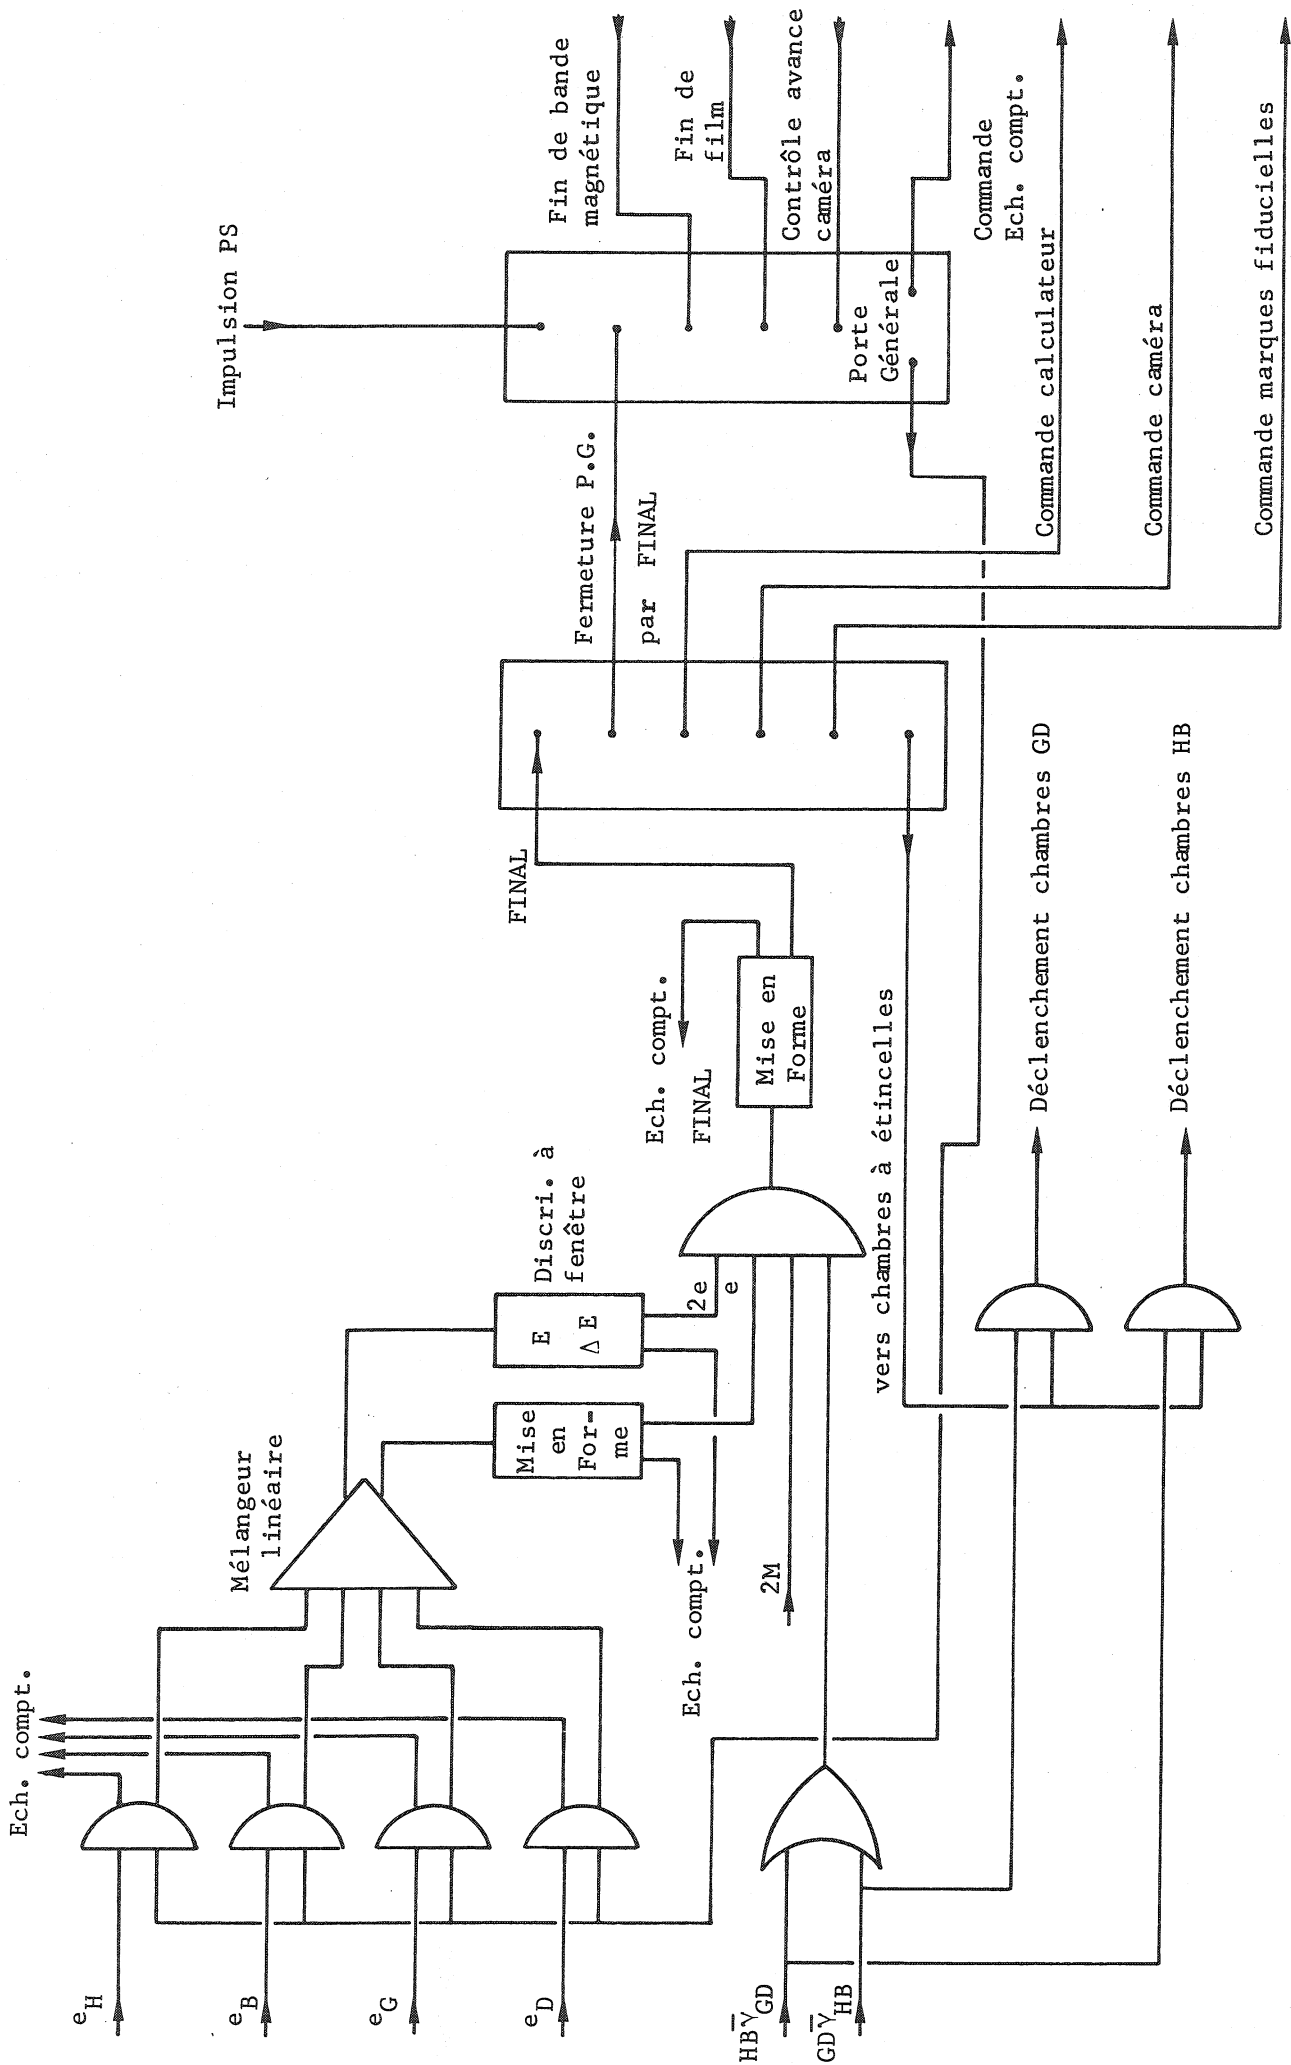 Impulsion PS
Fin de bande
magnétique
Fin de
film
Contrôle avance
caméra
Porte
Générale
Commande
Ech. compt.
Fermeture P.G.
par FINAL
Commande calculateur
Commande caméra
Commande marques fiducielles
FINAL
Ech. compt.
FINAL
Mise en
Forme
vers chambres à étincelles
Déclenchement chambres GD
Déclenchement chambres HB
Discri. à
fenêtre
E
Δ E
2e
e
Mise
en
For-
me
Mélangeur
linéaire
Ech. compt.
2M
Ech. compt.
e_H
e_B
e_G
e_D
HBγ̅_GD
GDγ̅_HB